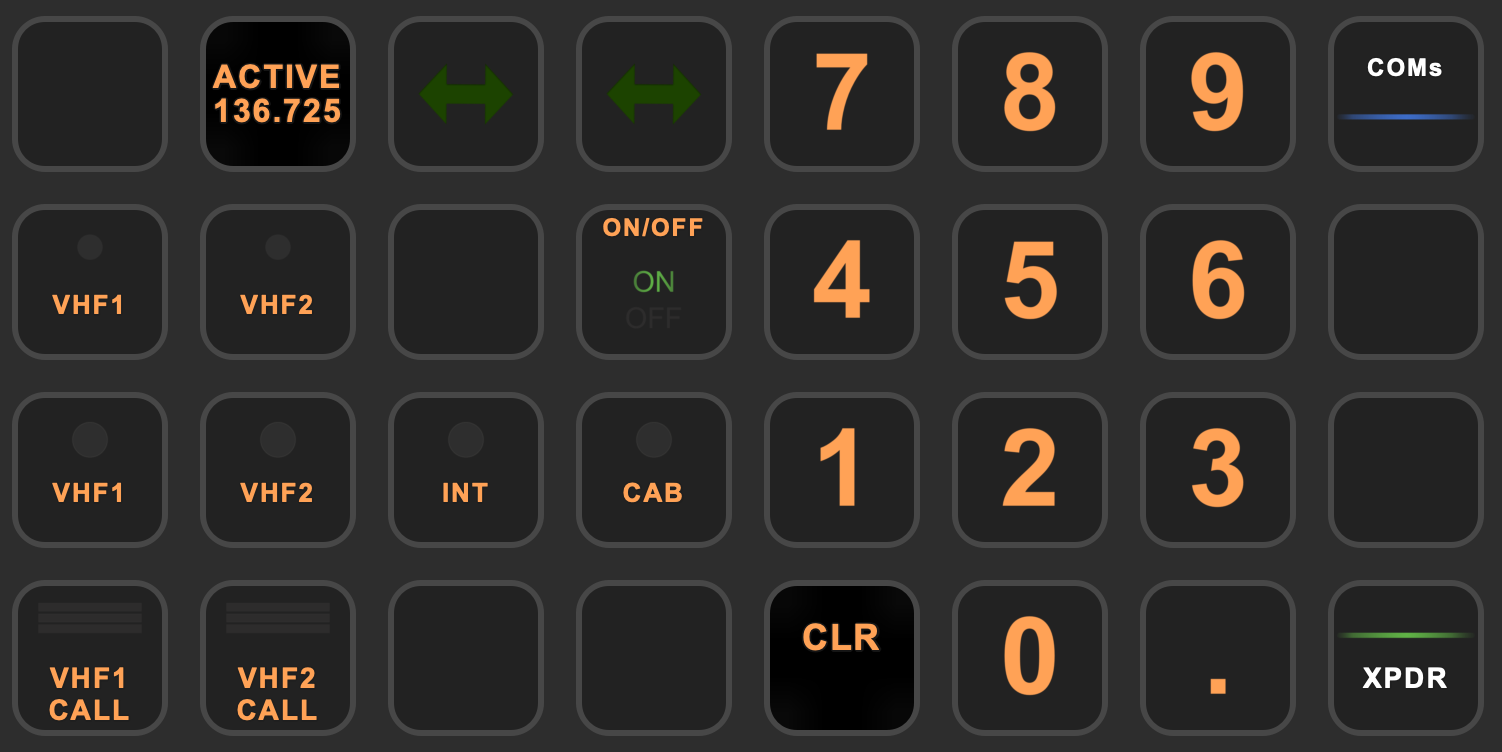 ACTIVE
136.725
7
8
9
COMs
VHF1
VHF2
ON/OFF
ON
OFF
4
5
6
VHF1
VHF2
INT
CAB
1
2
3
VHF1
CALL
VHF2
CALL
CLR
0
.
XPDR